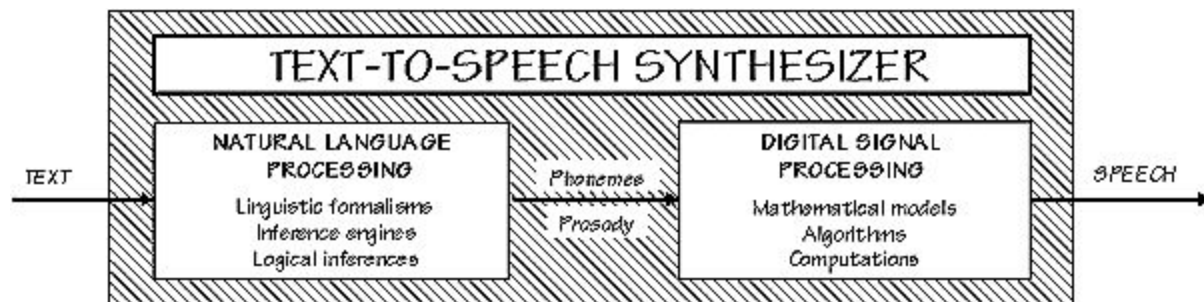 TEXT-TO-SPEECH SYNTHESIZER
NATURAL LANGUAGE
PROCESSING
Linguistic formalisms
Inference engines
Logical inferences
DIGITAL SIGNAL
PROCESSING
Mathematical models
Algorithms
Computations
TEXT
Phonemes
Prosody
SPEECH